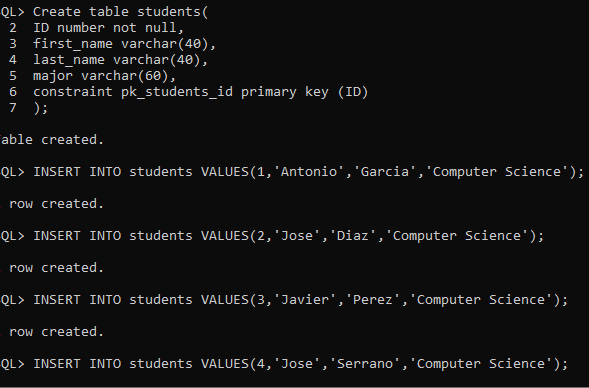 QL> Create table students(
2 ID number not null,
3 first_name varchar(40),
4 last_name varchar(40),
5 major varchar(60),
6 constraint pk_students_id primary key (ID)
7 );
able created.
QL> INSERT INTO students VALUES(1,'Antonio','Garcia','Computer Science');
row created.
QL> INSERT INTO students VALUES(2,'Jose','Diaz','Computer Science');
row created.
QL> INSERT INTO students VALUES(3,'Javier','Perez','Computer Science');
row created.
QL> INSERT INTO students VALUES(4,'Jose','Serrano','Computer Science');